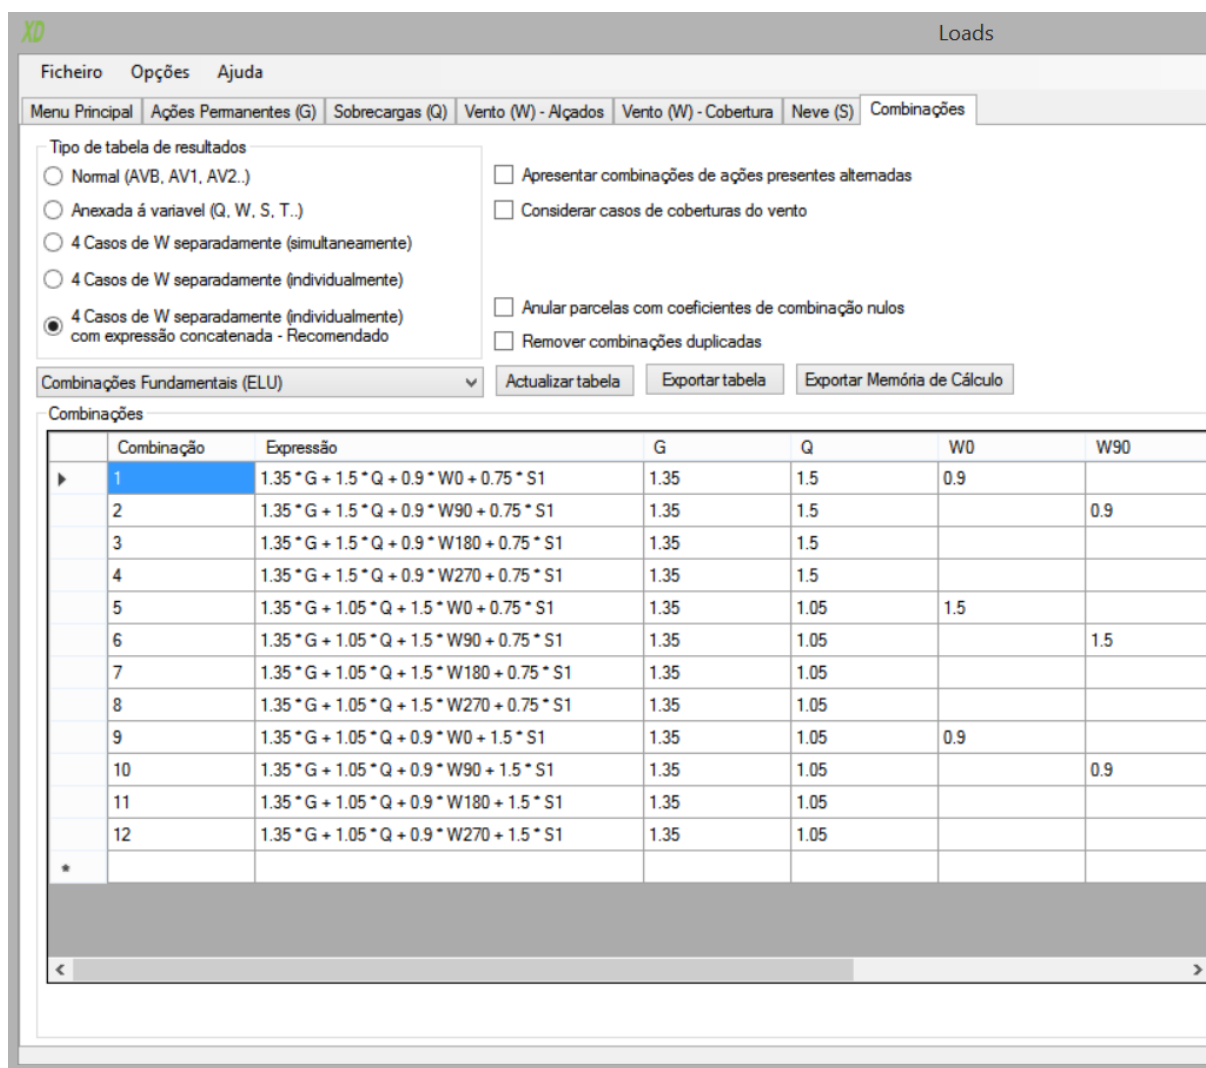 XD Loads
Ficheiro Opções Ajuda
Menu Principal Ações Permanentes (G) Sobrecargas (Q) Vento (W) - Alçados Vento (W) - Cobertura Neve (S) Combinações
Tipo de tabela de resultados
Normal (AVB, AV1, AV2..)
Anexada á variavel (Q, W, S, T..)
4 Casos de W separadamente (simultaneamente)
4 Casos de W separadamente (individualmente)
4 Casos de W separadamente (individualmente)
com expressão concatenada - Recomendado
Apresentar combinações de ações presentes alternadas
Considerar casos de coberturas do vento
Anular parcelas com coeficientes de combinação nulos
Remover combinações duplicadas
Combinações Fundamentais (ELU) Actualizar tabela Exportar tabela Exportar Memória de Cálculo
Combinações
Combinação Expressão G Q W0 W90
1 1.35 * G + 1.5 * Q + 0.9 * W0 + 0.75 * S1 1.35 1.5 0.9
2 1.35 * G + 1.5 * Q + 0.9 * W90 + 0.75 * S1 1.35 1.5 0.9
3 1.35 * G + 1.5 * Q + 0.9 * W180 + 0.75 * S1 1.35 1.5
4 1.35 * G + 1.5 * Q + 0.9 * W270 + 0.75 * S1 1.35 1.5
5 1.35 * G + 1.05 * Q + 1.5 * W0 + 0.75 * S1 1.35 1.05 1.5
6 1.35 * G + 1.05 * Q + 1.5 * W90 + 0.75 * S1 1.35 1.05 1.5
7 1.35 * G + 1.05 * Q + 1.5 * W180 + 0.75 * S1 1.35 1.05
8 1.35 * G + 1.05 * Q + 1.5 * W270 + 0.75 * S1 1.35 1.05
9 1.35 * G + 1.05 * Q + 0.9 * W0 + 1.5 * S1 1.35 1.05 0.9
10 1.35 * G + 1.05 * Q + 0.9 * W90 + 1.5 * S1 1.35 1.05 0.9
11 1.35 * G + 1.05 * Q + 0.9 * W180 + 1.5 * S1 1.35 1.05
12 1.35 * G + 1.05 * Q + 0.9 * W270 + 1.5 * S1 1.35 1.05
*